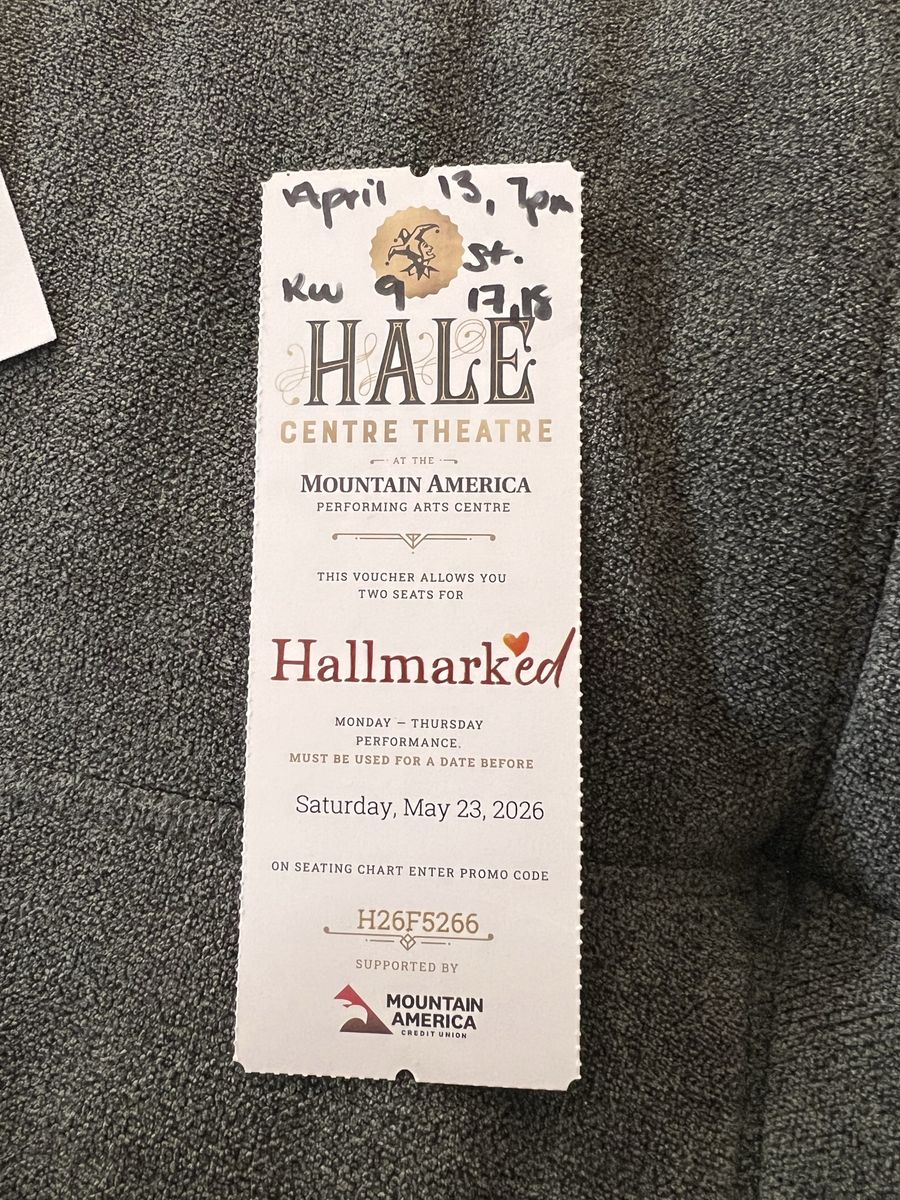 April 13, 7pm
St.
RW 9 17,18
HALE
CENTRE THEATRE
AT THE
MOUNTAIN AMERICA
PERFORMING ARTS CENTRE
THIS VOUCHER ALLOWS YOU
TWO SEATS FOR
Hallmarked
MONDAY – THURSDAY
PERFORMANCE.
MUST BE USED FOR A DATE BEFORE
Saturday, May 23, 2026
ON SEATING CHART ENTER PROMO CODE
H26F5266
SUPPORTED BY
MOUNTAIN
AMERICA
CREDIT UNION